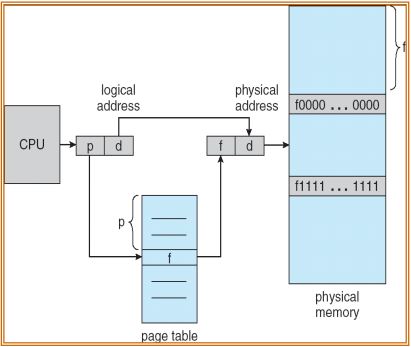 logical
address
physical
address
f
f0000 ... 0000
CPU
p d
f d
f1111 ... 1111
p
f
physical
memory
page table